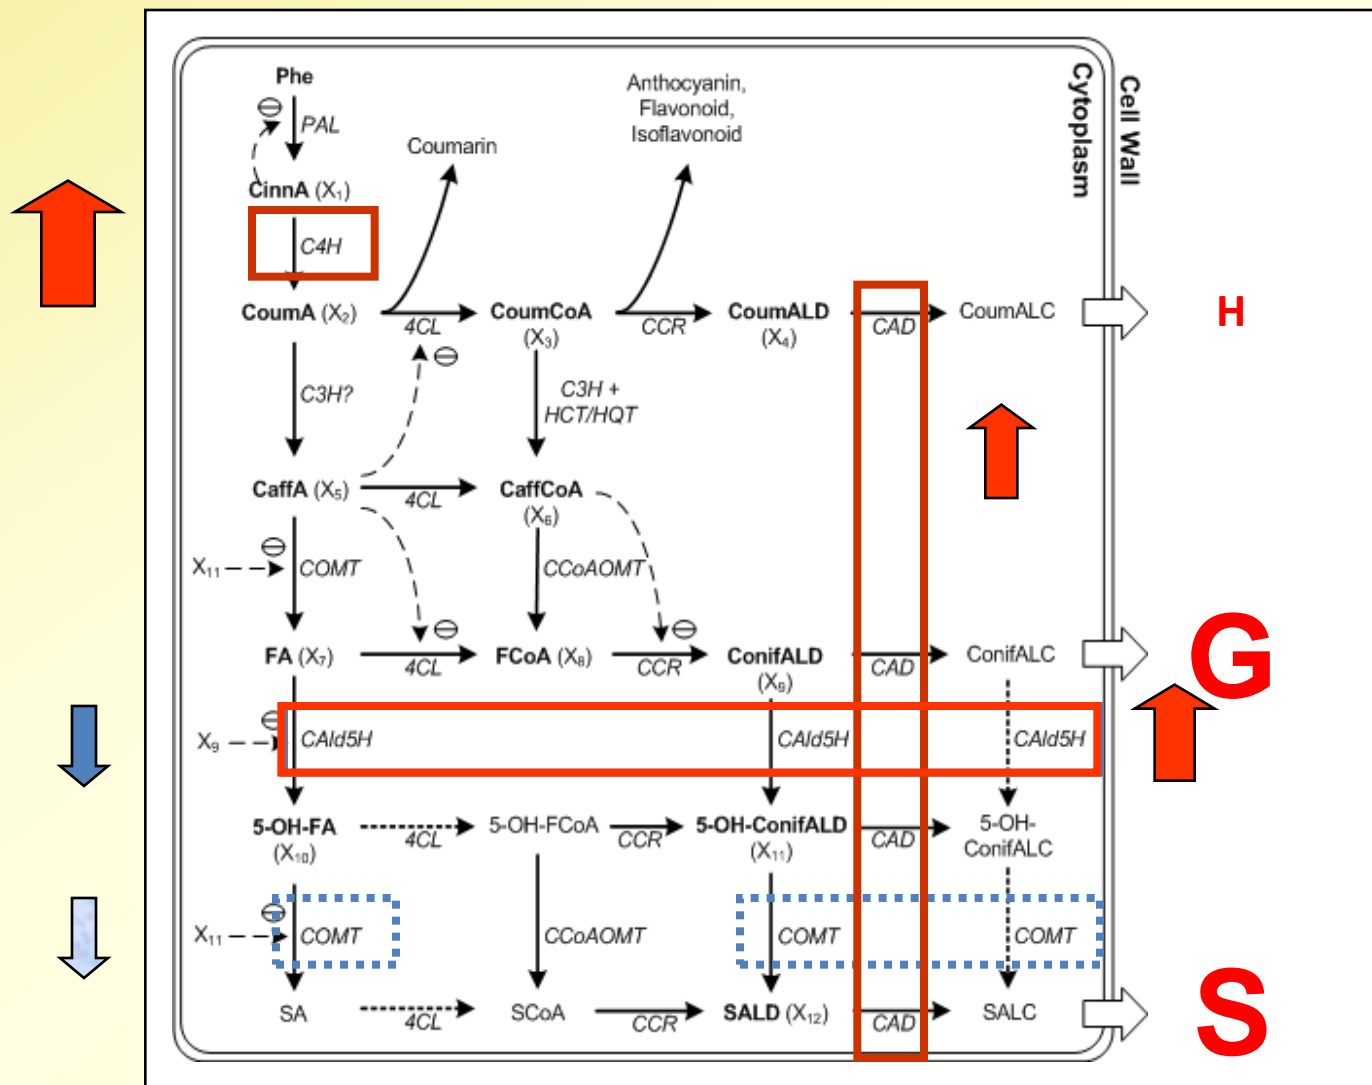 Phe
Anthocyanin,
Flavonoid,
Isoflavonoid
Cytoplasm
Cell Wall
⊖
PAL
Coumarin
CinnA (X₁)
C4H
CoumA (X₂)
4CL
CoumCoA
(X₃)
CCR
CoumALD
(X₄)
CAD
CoumALC
H
⊖
C3H?
C3H +
HCT/HQT
CaffA (X₅)
4CL
CaffCoA
(X₆)
X₁₁
⊖
COMT
CCoAOMT
⊖
⊖
FA (X₇)
4CL
FCoA (X₈)
CCR
ConifALD
(X₉)
CAD
ConifALC
G
X₉
⊖
CAld5H
CAld5H
CAld5H
5-OH-FA
(X₁₀)
4CL
5-OH-FCoA
CCR
5-OH-ConifALD
(X₁₁)
CAD
5-OH-
ConifALC
X₁₁
⊖
COMT
CCoAOMT
COMT
COMT
SA
4CL
SCoA
CCR
SALD (X₁₂)
CAD
SALC
S